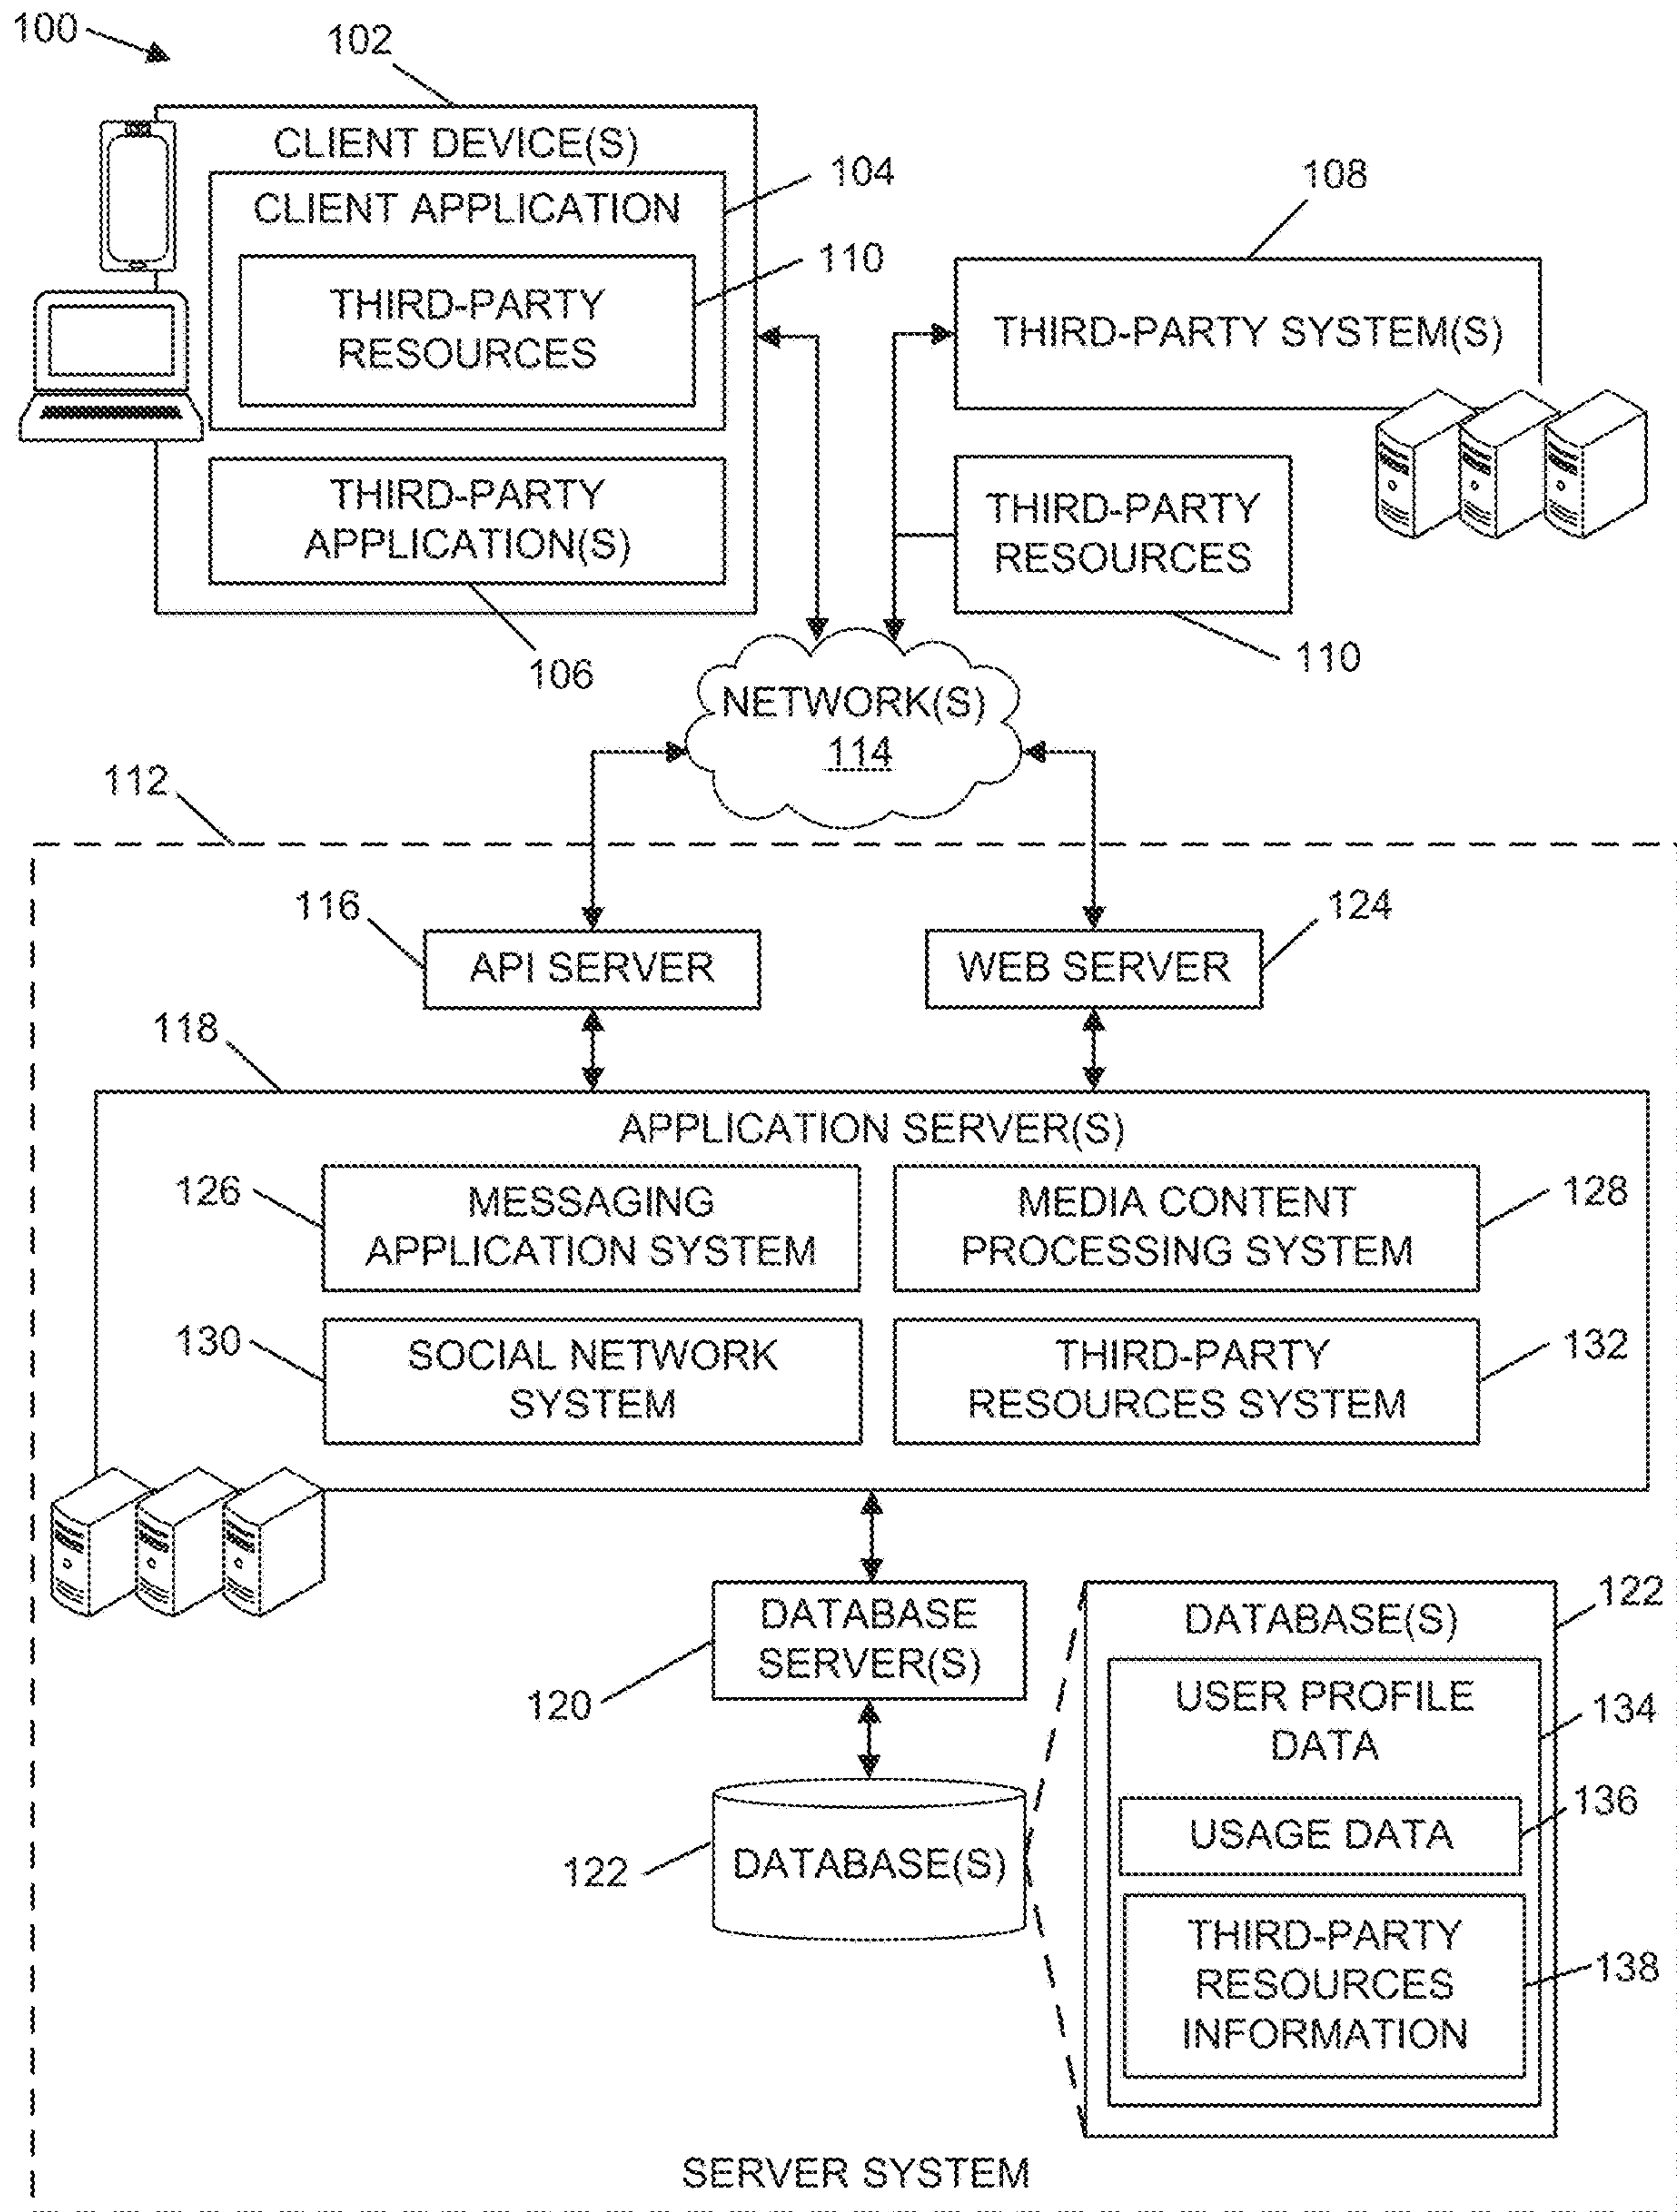 100
102
CLIENT DEVICE(S)
CLIENT APPLICATION
104
THIRD-PARTY
RESOURCES
110
THIRD-PARTY
APPLICATION(S)
106
108
THIRD-PARTY SYSTEM(S)
THIRD-PARTY
RESOURCES
110
NETWORK(S)
114
112
116
API SERVER
WEB SERVER
124
118
APPLICATION SERVER(S)
126
MESSAGING
APPLICATION SYSTEM
MEDIA CONTENT
PROCESSING SYSTEM
128
130
SOCIAL NETWORK
SYSTEM
THIRD-PARTY
RESOURCES SYSTEM
132
DATABASE
SERVER(S)
120
122
DATABASE(S)
DATABASE(S)
122
USER PROFILE
DATA
134
USAGE DATA
136
THIRD-PARTY
RESOURCES
INFORMATION
138
SERVER SYSTEM